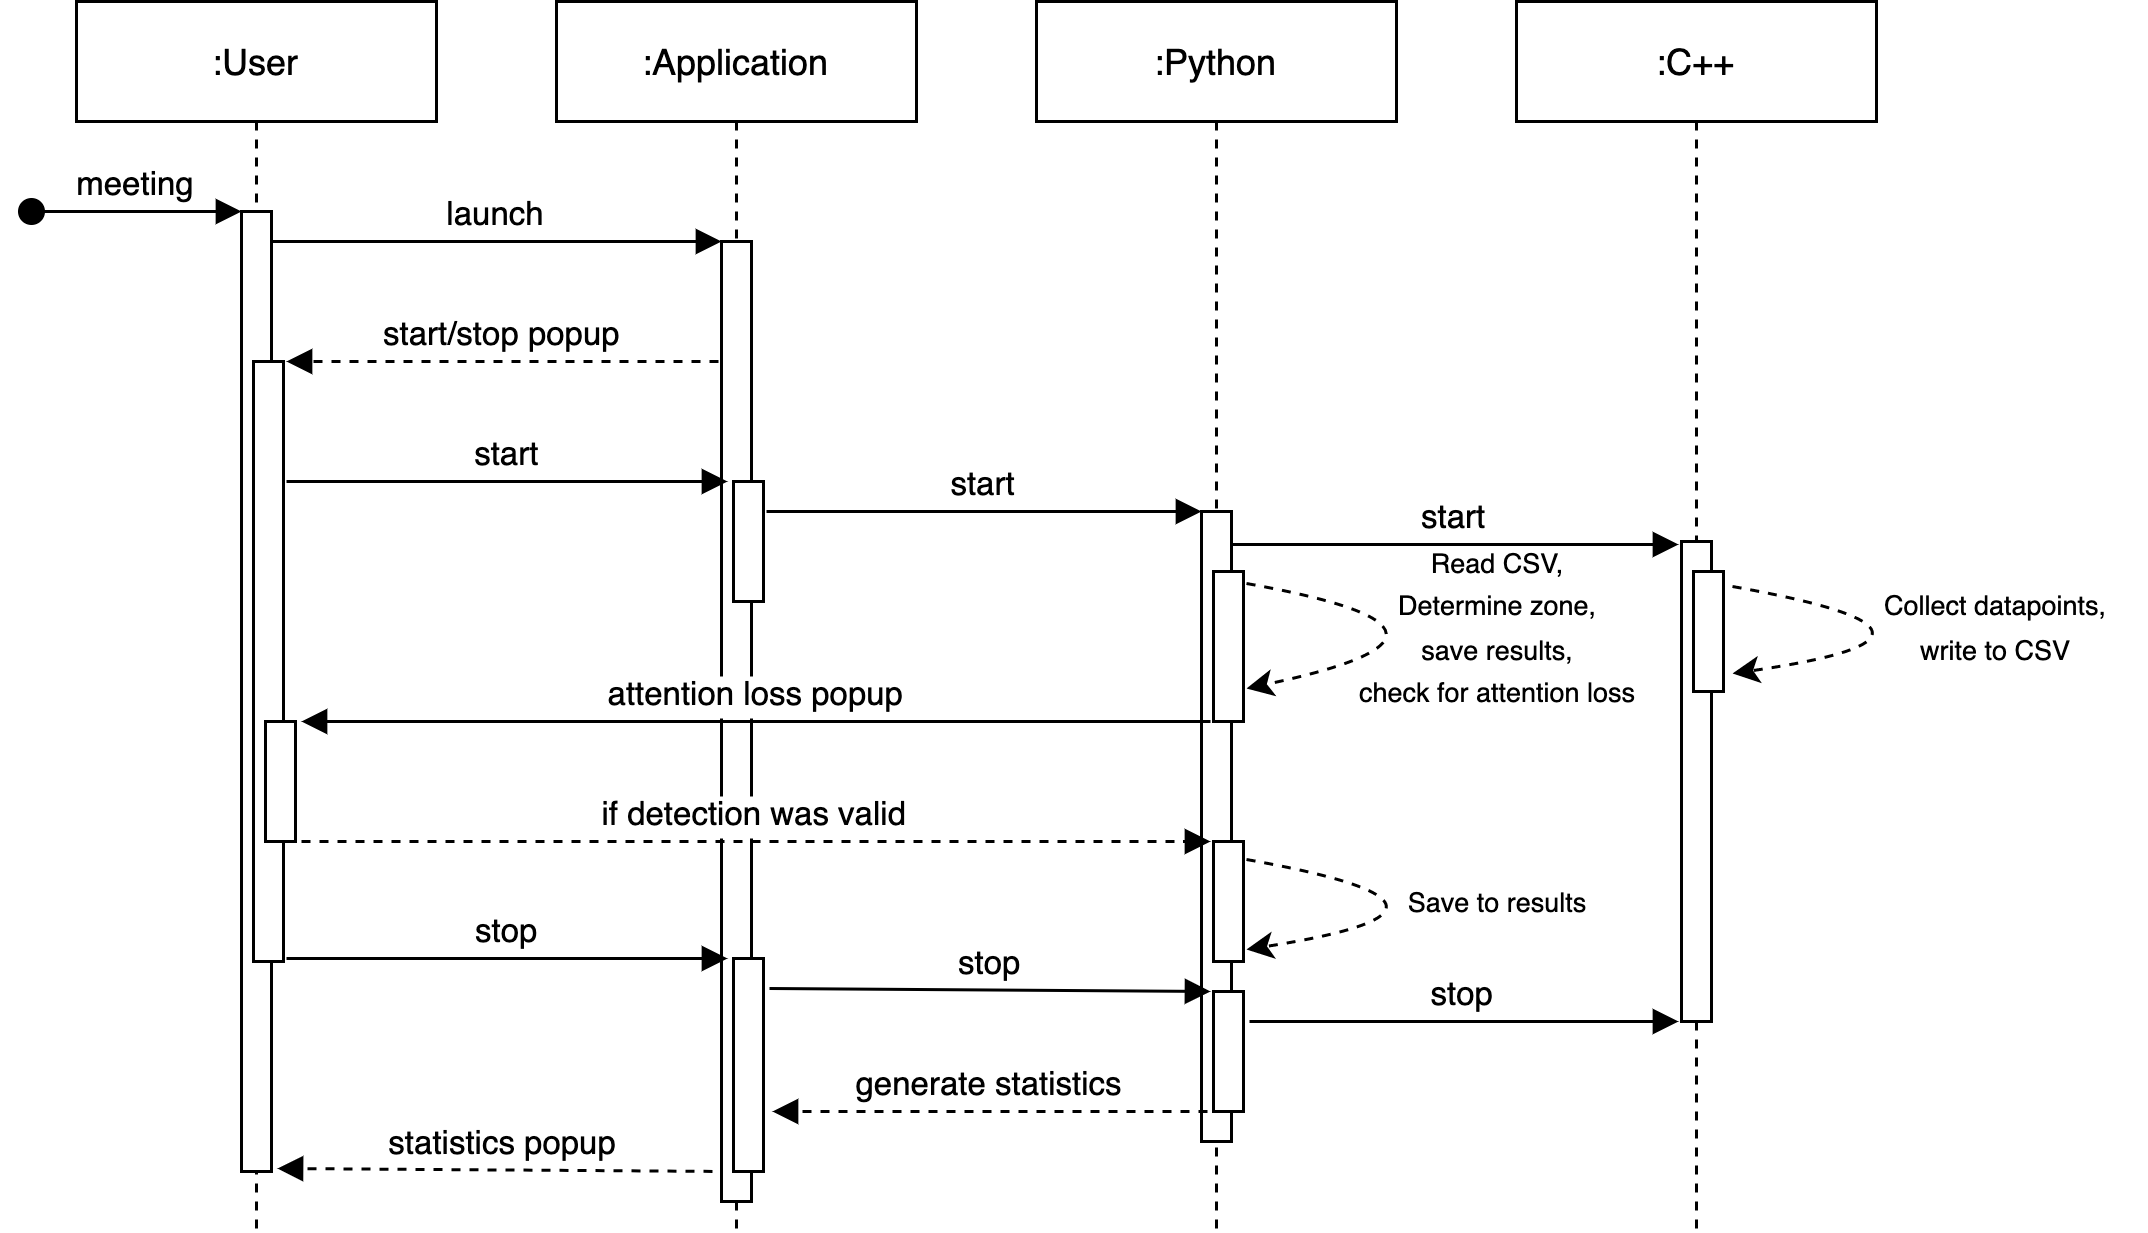 :User
:Application
:Python
:C++
meeting
launch
start/stop popup
start
start
start
Read CSV,
Determine zone,
save results,
check for attention loss
Collect datapoints,
write to CSV
attention loss popup
if detection was valid
Save to results
stop
stop
stop
generate statistics
statistics popup